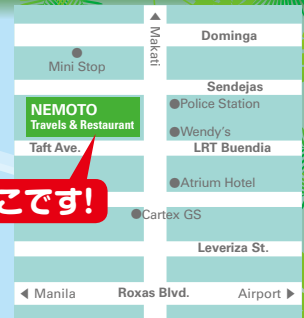 ▲
Makati
Dominga
Mini Stop
Sendejas
NEMOTO
Travels & Restaurant
Police Station
Wendy's
Taft Ave.
LRT Buendia
Atrium Hotel
こです!
Cartex GS
Leveriza St.
◀ Manila
Roxas Blvd.
Airport ▶